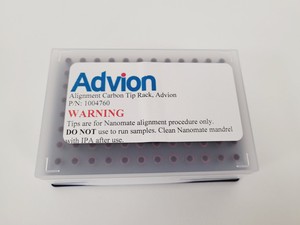 Advion
Alignment Carbon Tip Rack, Advion
P/N: 1004760
WARNING
Tips are for Nanomate alignment procedure only.
DO NOT use to run samples. Clean Nanomate mandrel
with IPA after use.